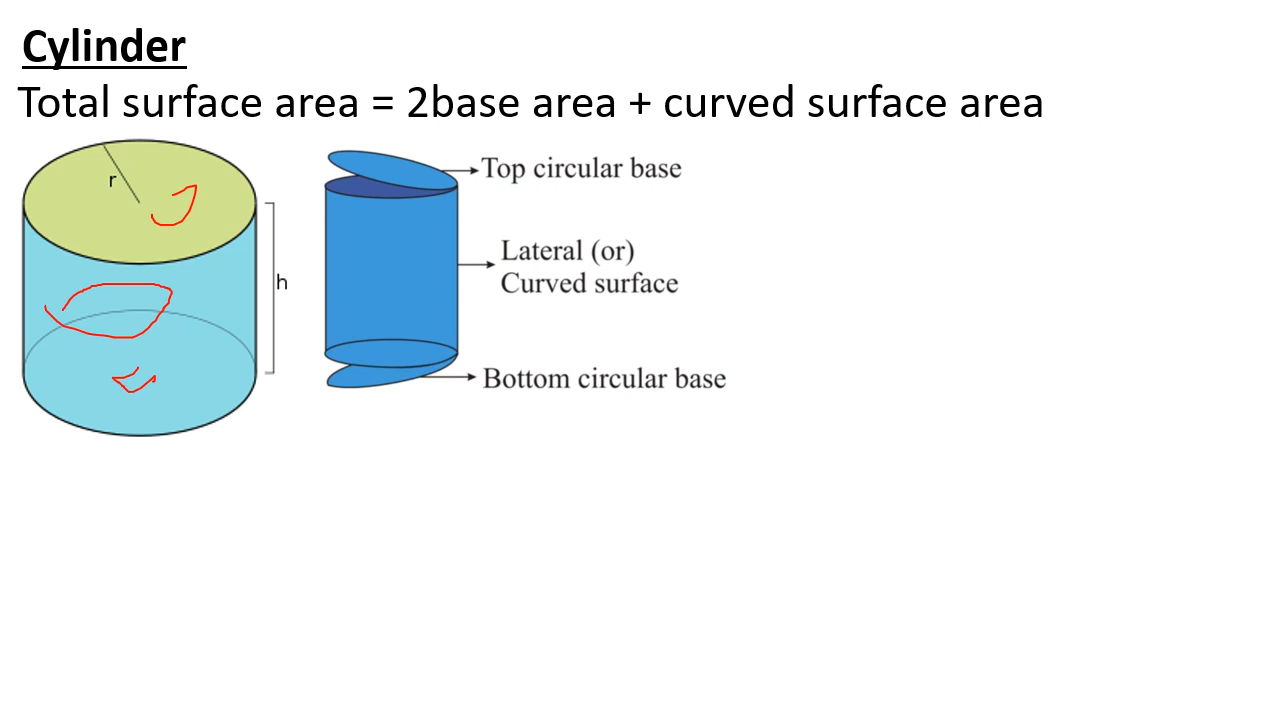 Cylinder
Total surface area = 2base area + curved surface area
r
h
Top circular base
Lateral (or)
Curved surface
Bottom circular base